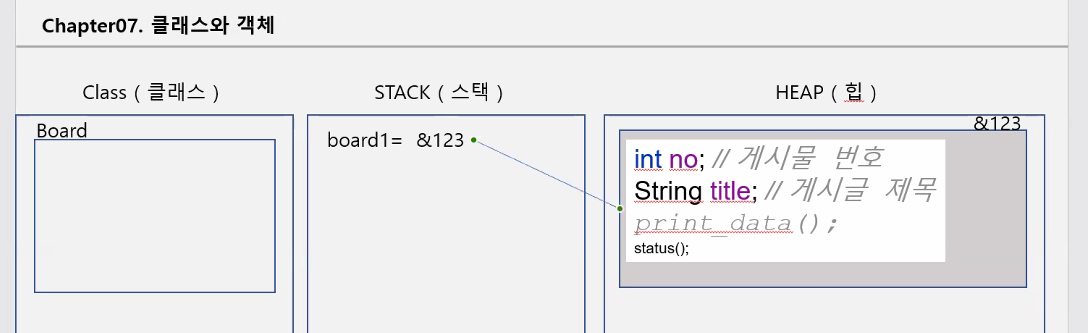 Chapter07. 클래스와 객체
Class ( 클래스 )
STACK ( 스택 )
HEAP ( 힙 )
Board
board1= &123
&123
int no; // 게시물 번호
String title; // 게시글 제목
print_data();
status();